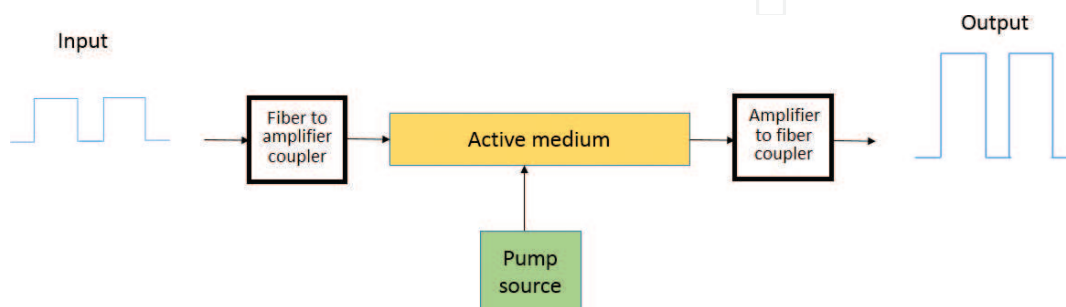 Input
Output
Fiber to
amplifier
coupler
Active medium
Amplifier
to fiber
coupler
Pump
source